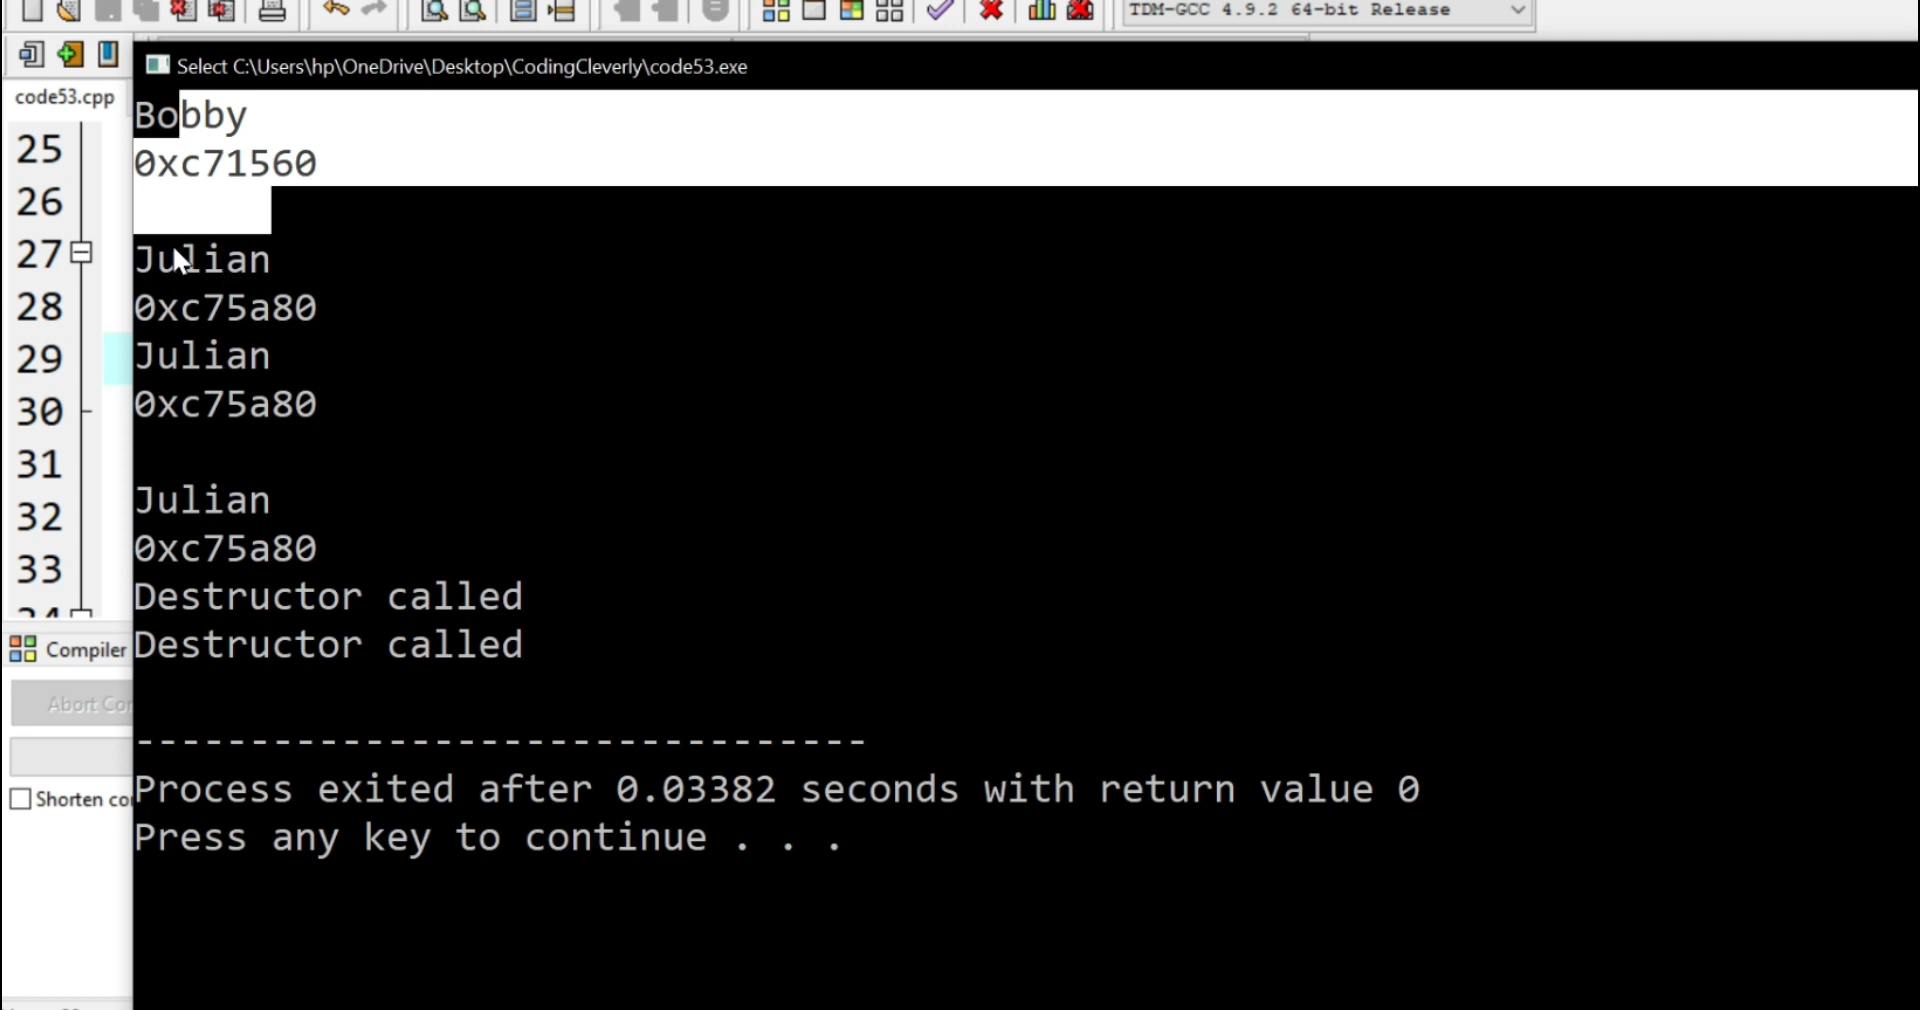 TDM-GCC 4.9.2 64-bit Release
Select C:\Users\hp\OneDrive\Desktop\CodingCleverly\code53.exe
code53.cpp
Bobby
25
0xc71560
26
27
Julian
28
0xc75a80
29
Julian
30
0xc75a80
31
32
Julian
33
0xc75a80
Destructor called
Compiler
Destructor called
Abort
Shorten
--------------------------------
Process exited after 0.03382 seconds with return value 0
Press any key to continue . . .